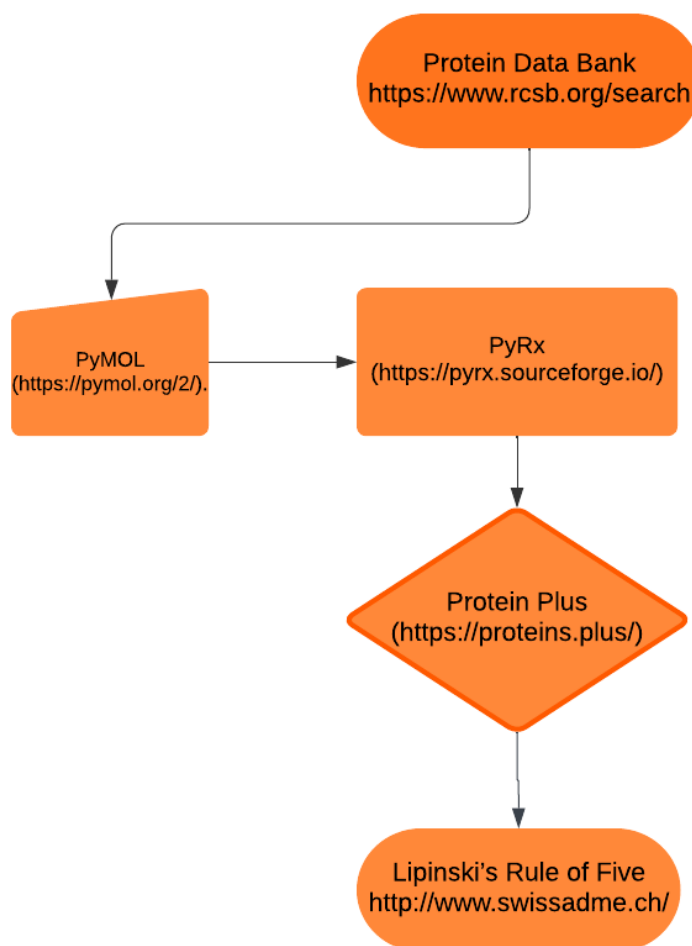 Protein Data Bank
https://www.rcsb.org/search
PyMOL
(https://pymol.org/2/).
PyRx
(https://pyrx.sourceforge.io/)
Protein Plus
(https://proteins.plus/)
Lipinski’s Rule of Five
http://www.swissadme.ch/